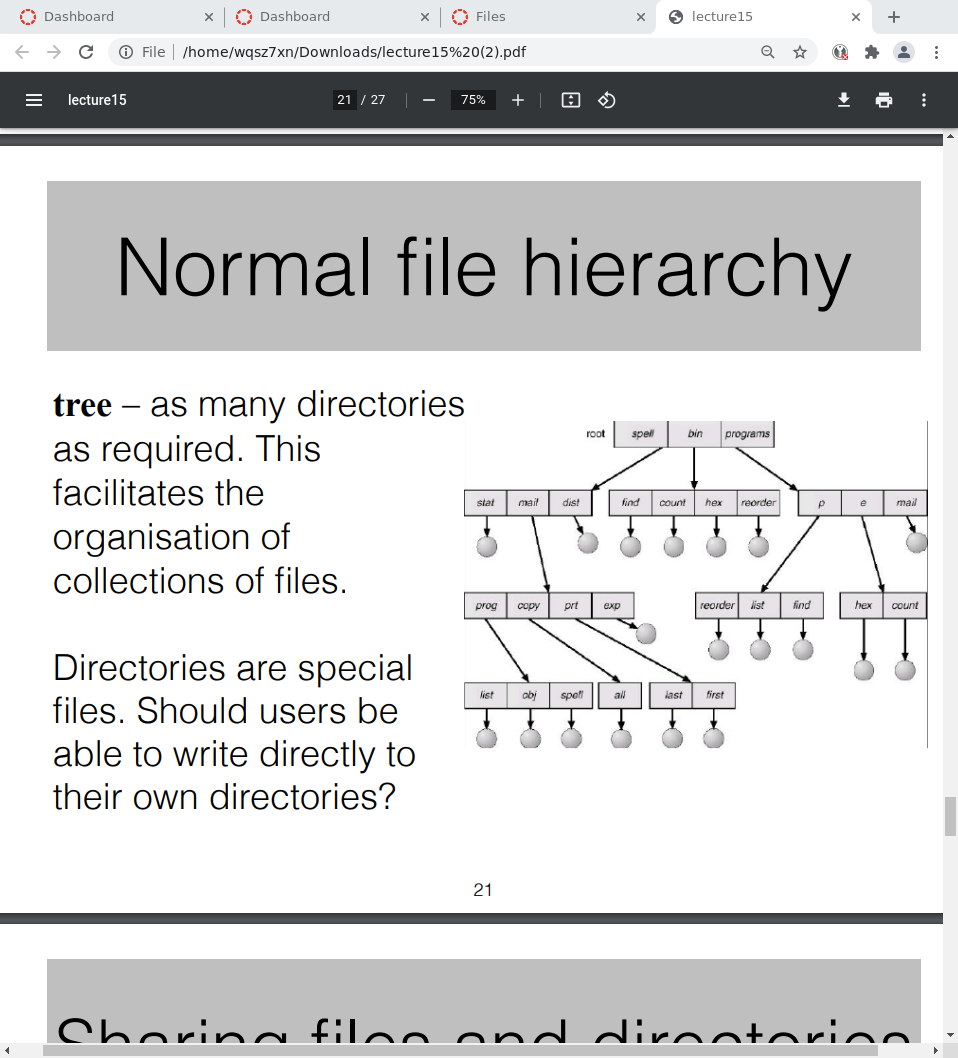 Dashboard
Dashboard
Files
lecture15
File
/home/wqsz7xn/Downloads/lecture15%20(2).pdf
lecture15
21 / 27
75%
Normal file hierarchy
tree – as many directories
as required. This
facilitates the
organisation of
collections of files.
Directories are special
files. Should users be
able to write directly to
their own directories?
root spell bin programs
stat mail dist find count hex reorder p e mail
prog copy prt exp reorder list find hex count
list obj spell all last first
21
Sharing files and directories